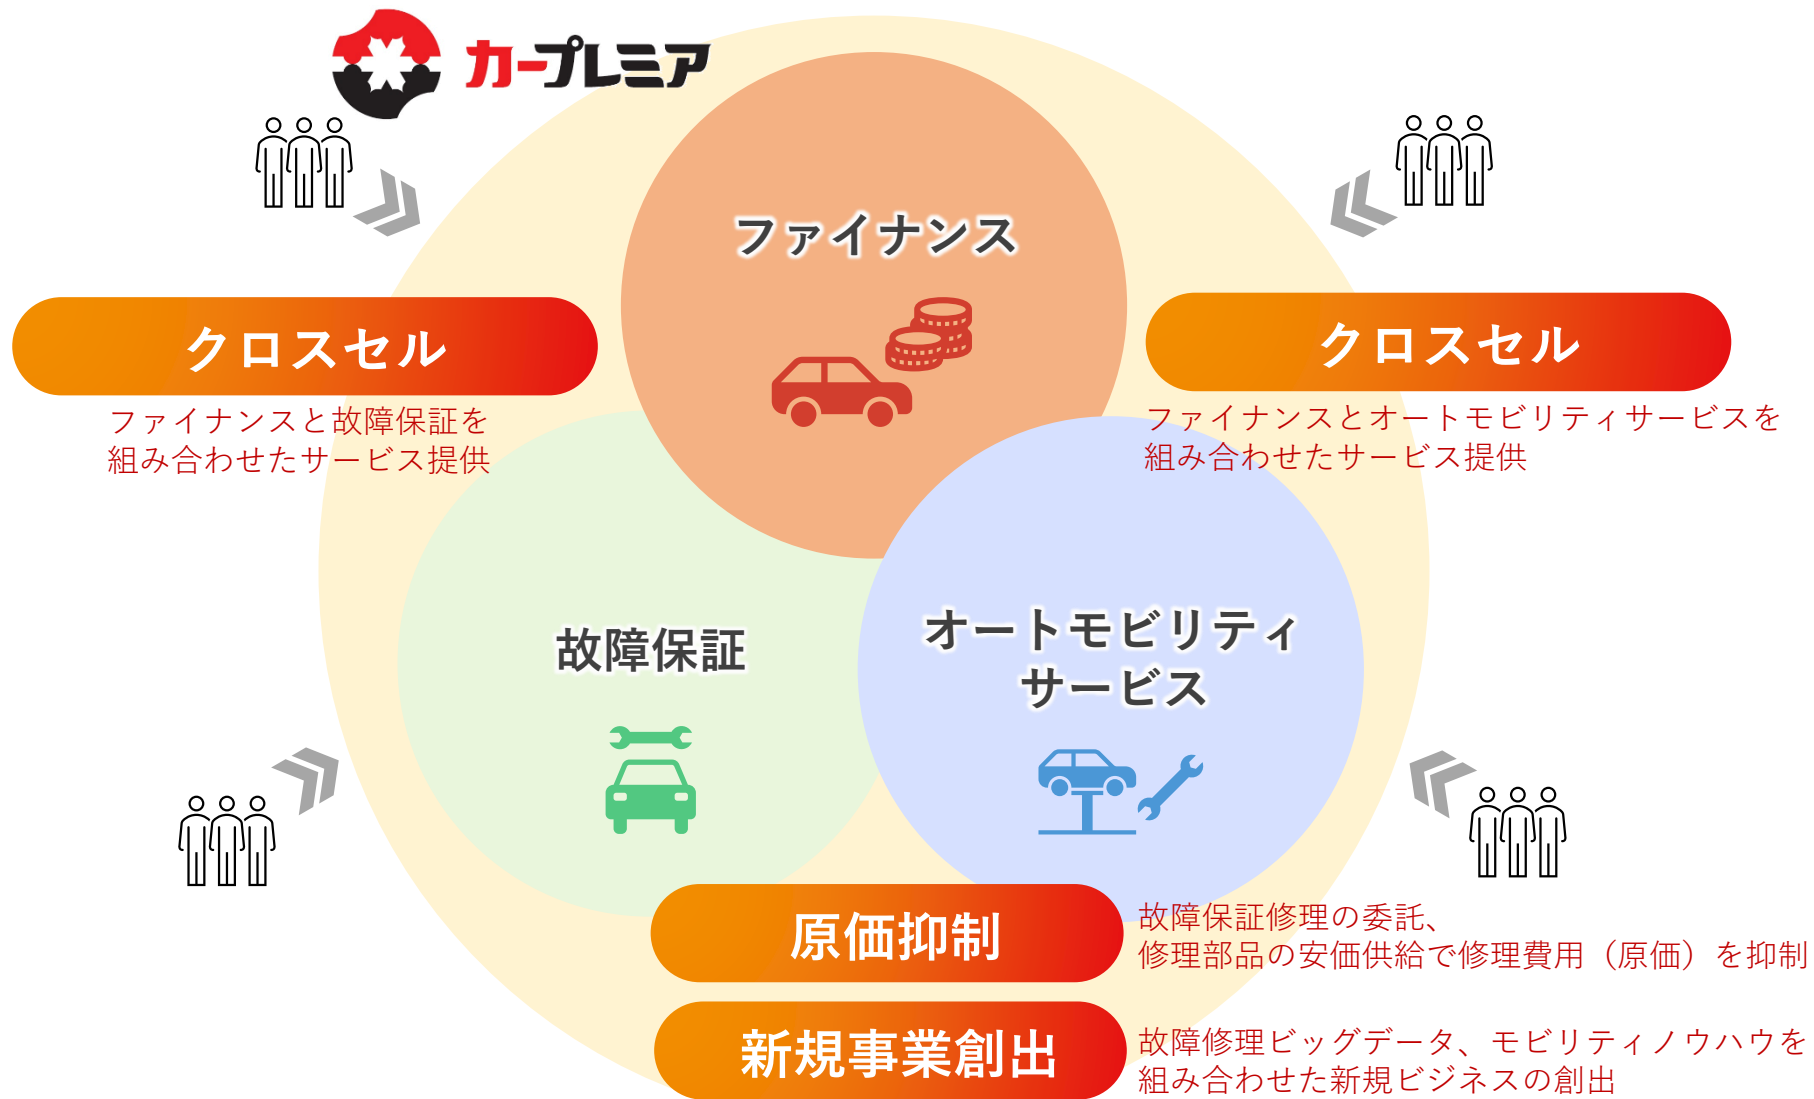 カープレミア
ファイナンス
クロスセル
ファイナンスと故障保証を
組み合わせたサービス提供
クロスセル
ファイナンスとオートモビリティサービスを
組み合わせたサービス提供
故障保証
オートモビリティ
サービス
原価抑制
故障保証修理の委託、
修理部品の安価供給で修理費用（原価）を抑制
新規事業創出
故障修理ビッグデータ、モビリティノウハウを
組み合わせた新規ビジネスの創出